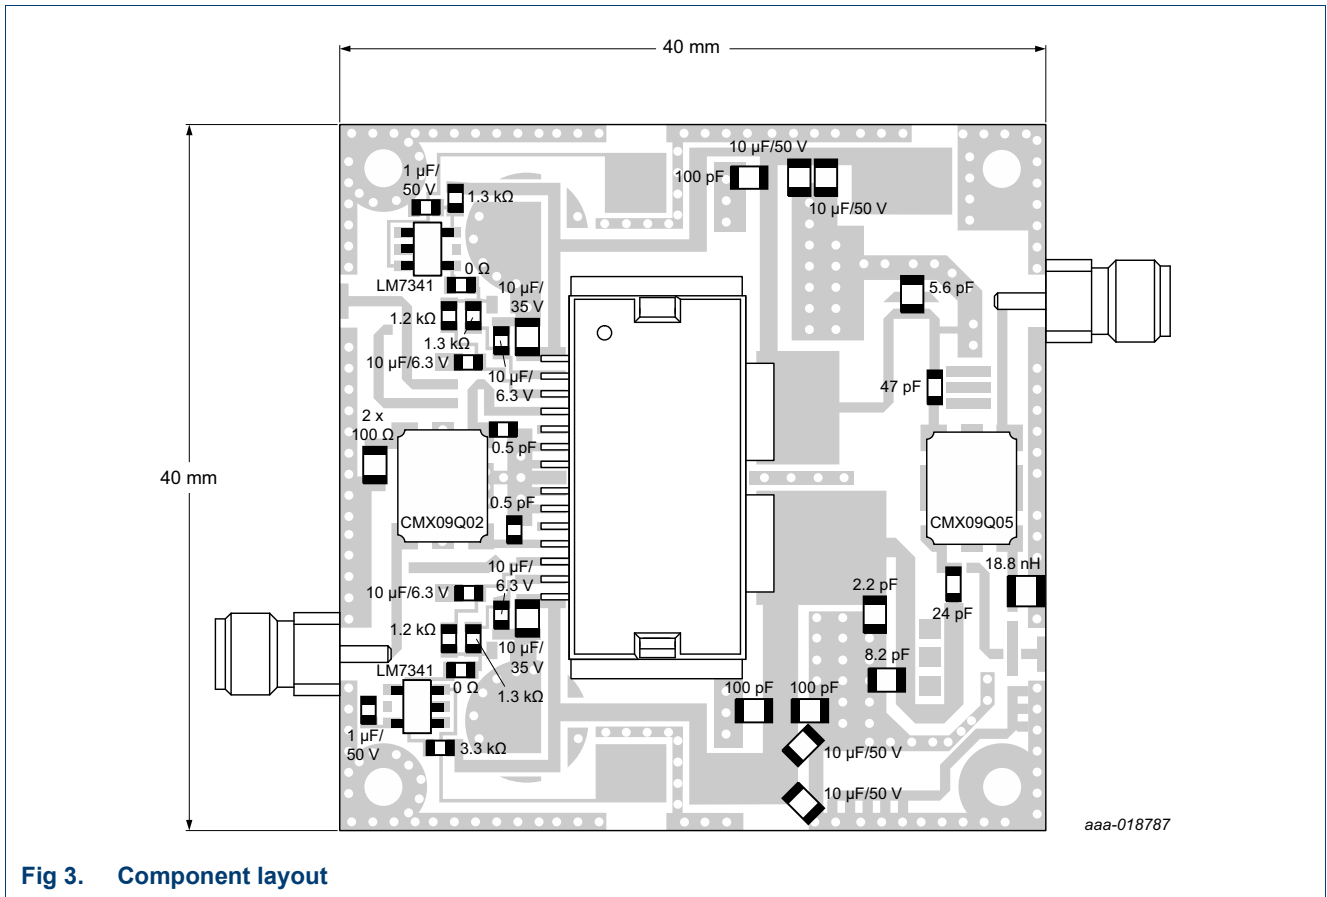 40 mm
10 µF/50 V
1 µF/
50 V
1.3 kΩ
100 pF
10 µF/50 V
0 Ω
LM7341
10 µF/
35 V
5.6 pF
1.2 kΩ
1.3 kΩ
10 µF/6.3 V
10 µF/
6.3 V
47 pF
2 x
100 Ω
0.5 pF
40 mm
0.5 pF
CMX09Q02
CMX09Q05
10 µF/
6.3 V
18.8 nH
10 µF/6.3 V
2.2 pF
24 pF
1.2 kΩ
10 µF/
35 V
8.2 pF
LM7341
0 Ω
1.3 kΩ
100 pF
100 pF
1 µF/
50 V
3.3 kΩ
10 µF/50 V
10 µF/50 V
aaa-018787
Fig 3. Component layout